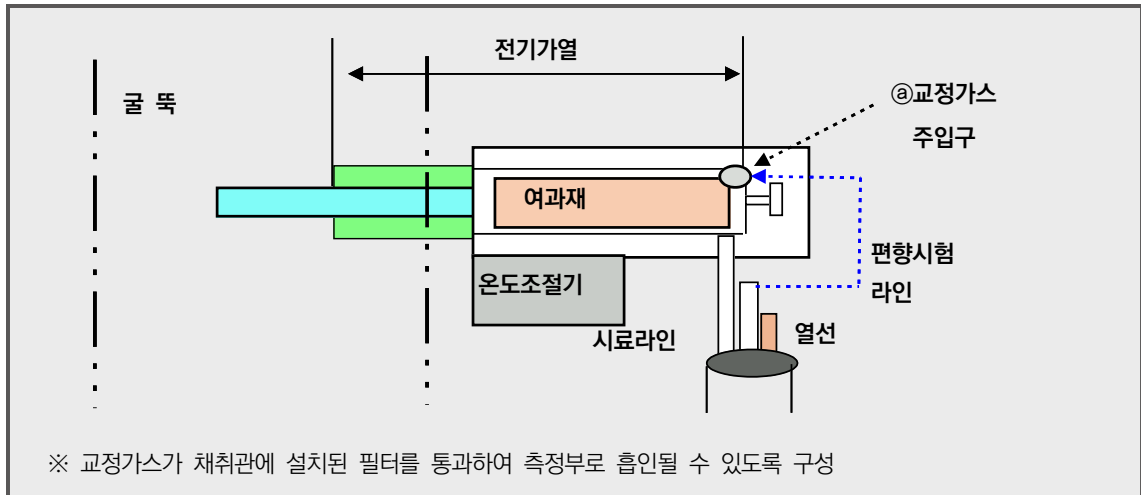 전기가열
굴 뚝
ⓐ교정가스
주입구
여과재
편향시험
라인
온도조절기
시료라인
열선
※ 교정가스가 채취관에 설치된 필터를 통과하여 측정부로 흡인될 수 있도록 구성